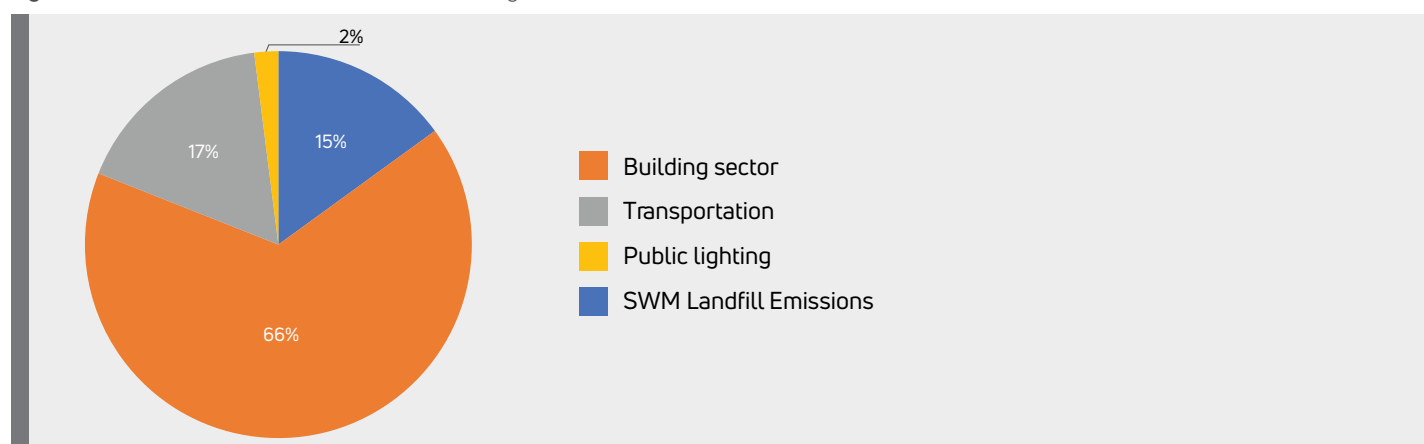 2%
17%
15%
66%
Building sector
Transportation
Public lighting
SWM Landfill Emissions